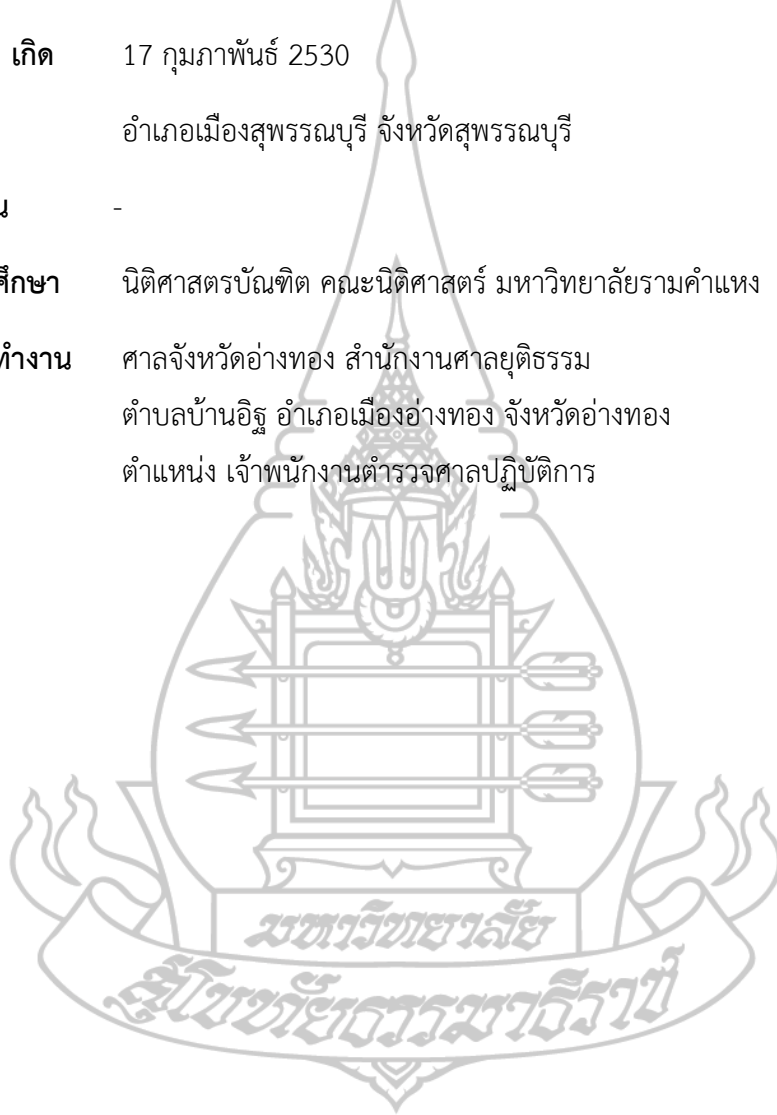 เกิด 17 กุมภาพันธ์ 2530
อำเภอเมืองสุพรรณบุรี จังหวัดสุพรรณบุรี
น -
ศึกษา นิติศาสตรบัณฑิต คณะนิติศาสตร์ มหาวิทยาลัยรามคำแหง
ทำงาน ศาลจังหวัดอ่างทอง สำนักงานศาลยุติธรรม
ตำบลบ้านอิฐ อำเภอเมืองอ่างทอง จังหวัดอ่างทอง
ตำแหน่ง เจ้าพนักงานตำรวจศาลปฏิบัติการ
มหาวิทยาลัย
สุโขทัยธรรมาธิราช